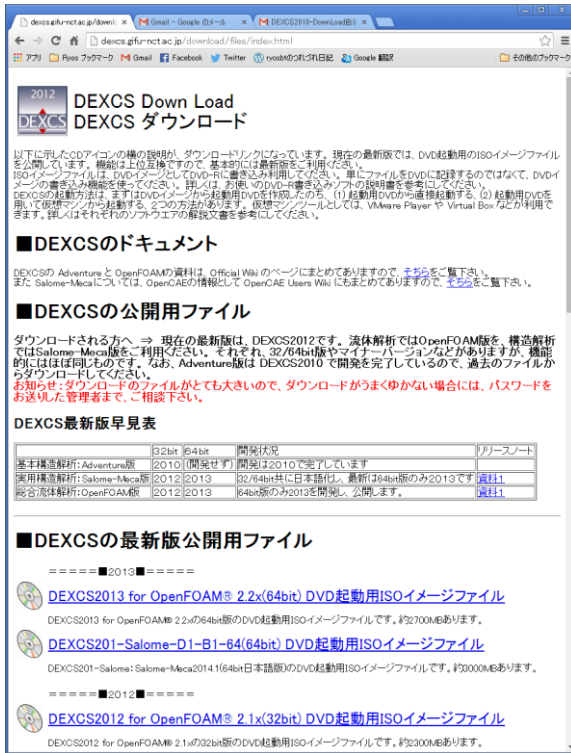 dexcs.gifu-nct.ac.jp/downl
Gmail - Google のメール
DEXCS2013-DownLoad自
dexcs.gifu-nct.ac.jp/download/files/index.html
アプリ Ryos ブックマーク Gmail Facebook Twitter ryosbtのつれづれ日記 Google 翻訳 その他のブックマーク
2012
DEXCS
DEXCS Down Load
DEXCS ダウンロード
以下に示したCDアイコンの横の説明が、ダウンロードリンクになっています。現在の最新版では、DVD起動用のISOイメージファイル
を公開しています。機能は上位互換ですので、基本的には最新版をご利用ください。
ISOイメージファイルは、DVDイメージとしてDVD-Rに書き込み利用してください。単にファイルをDVDに記録するのではなくて、DVDイ
メージの書き込み機能を使ってください。詳しくは、お使いのDVD-R書き込みソフトの説明書を参考にしてください。
DEXCSの起動方法は、まずはDVDイメージから起動用DVDを作成したのち、(1)起動用DVDから直接起動する、(2)起動用DVDを
用いて仮想マシンから起動する、2つの方法があります。仮想マシンツールとしては、VMware Player や Virtual Box などが利用で
きます。詳しくはそれぞれのソフトウエアの解説文書を参考にしてください。
■DEXCSのドキュメント
DEXCSの Adventure と OpenFOAMの資料は、Official Wiki のページにまとめてありますので、そちらをご覧下さい。
また Salome-Mecaについては、OpenCAEの情報として OpenCAE Users Wiki にもまとめてありますので、そちらをご覧下さい。
■DEXCSの公開用ファイル
ダウンロードされる方へ ⇒ 現在の最新版は、DEXCS2012です。流体解析ではOpenFOAM版を、構造解析
ではSalome-Meca版をご利用ください。それぞれ、32/64bit版やマイナーバージョンなどがありますが、機能
的にはほぼ同じものです。なお、Adventure版は DEXCS2010 で開発を完了しているので、過去のファイルか
らダウンロードしてください。
お知らせ:ダウンロードのファイルがとても大きいので、ダウンロードがうまくゆかない場合には、パスワードを
お送りした管理者まで、ご相談下さい。
DEXCS最新版早見表
32bit 64bit 開発状況 リリースノート
基本構造解析:Adventure版 2010 (開発せず) 開発は2010で完了しています
実用構造解析:Salome-Meca版 2012 2013 32/64bit共に日本語化し、最新は64bit版のみ2013です 資料1
総合流体解析:OpenFOAM版 2012 2013 64bit版のみ2013を開発し、公開します。 資料1
■DEXCSの最新版公開用ファイル
=====■2013■=====
DEXCS2013 for OpenFOAM® 2.2x(64bit) DVD起動用ISOイメージファイル
DEXCS2013 for OpenFOAM® 2.2xの64bit版のDVD起動用ISOイメージファイルです。約2700MBあります。
DEXCS201-Salome-D1-B1-64(64bit) DVD起動用ISOイメージファイル
DEXCS201-Salome:Salome-Meca2014.1(64bit日本語版)のDVD起動用ISOイメージファイルです。約3000MBあります。
=====■2012■=====
DEXCS2012 for OpenFOAM® 2.1x(32bit) DVD起動用ISOイメージファイル
DEXCS2012 for OpenFOAM® 2.1xの32bit版のDVD起動用ISOイメージファイルです。約2300MBあります。